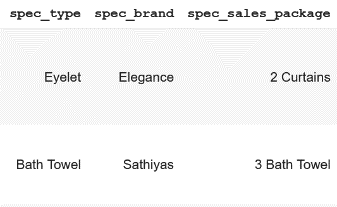 spec_type spec_brand spec_sales_package
Eyelet Elegance 2 Curtains
Bath Towel Sathiyas 3 Bath Towel